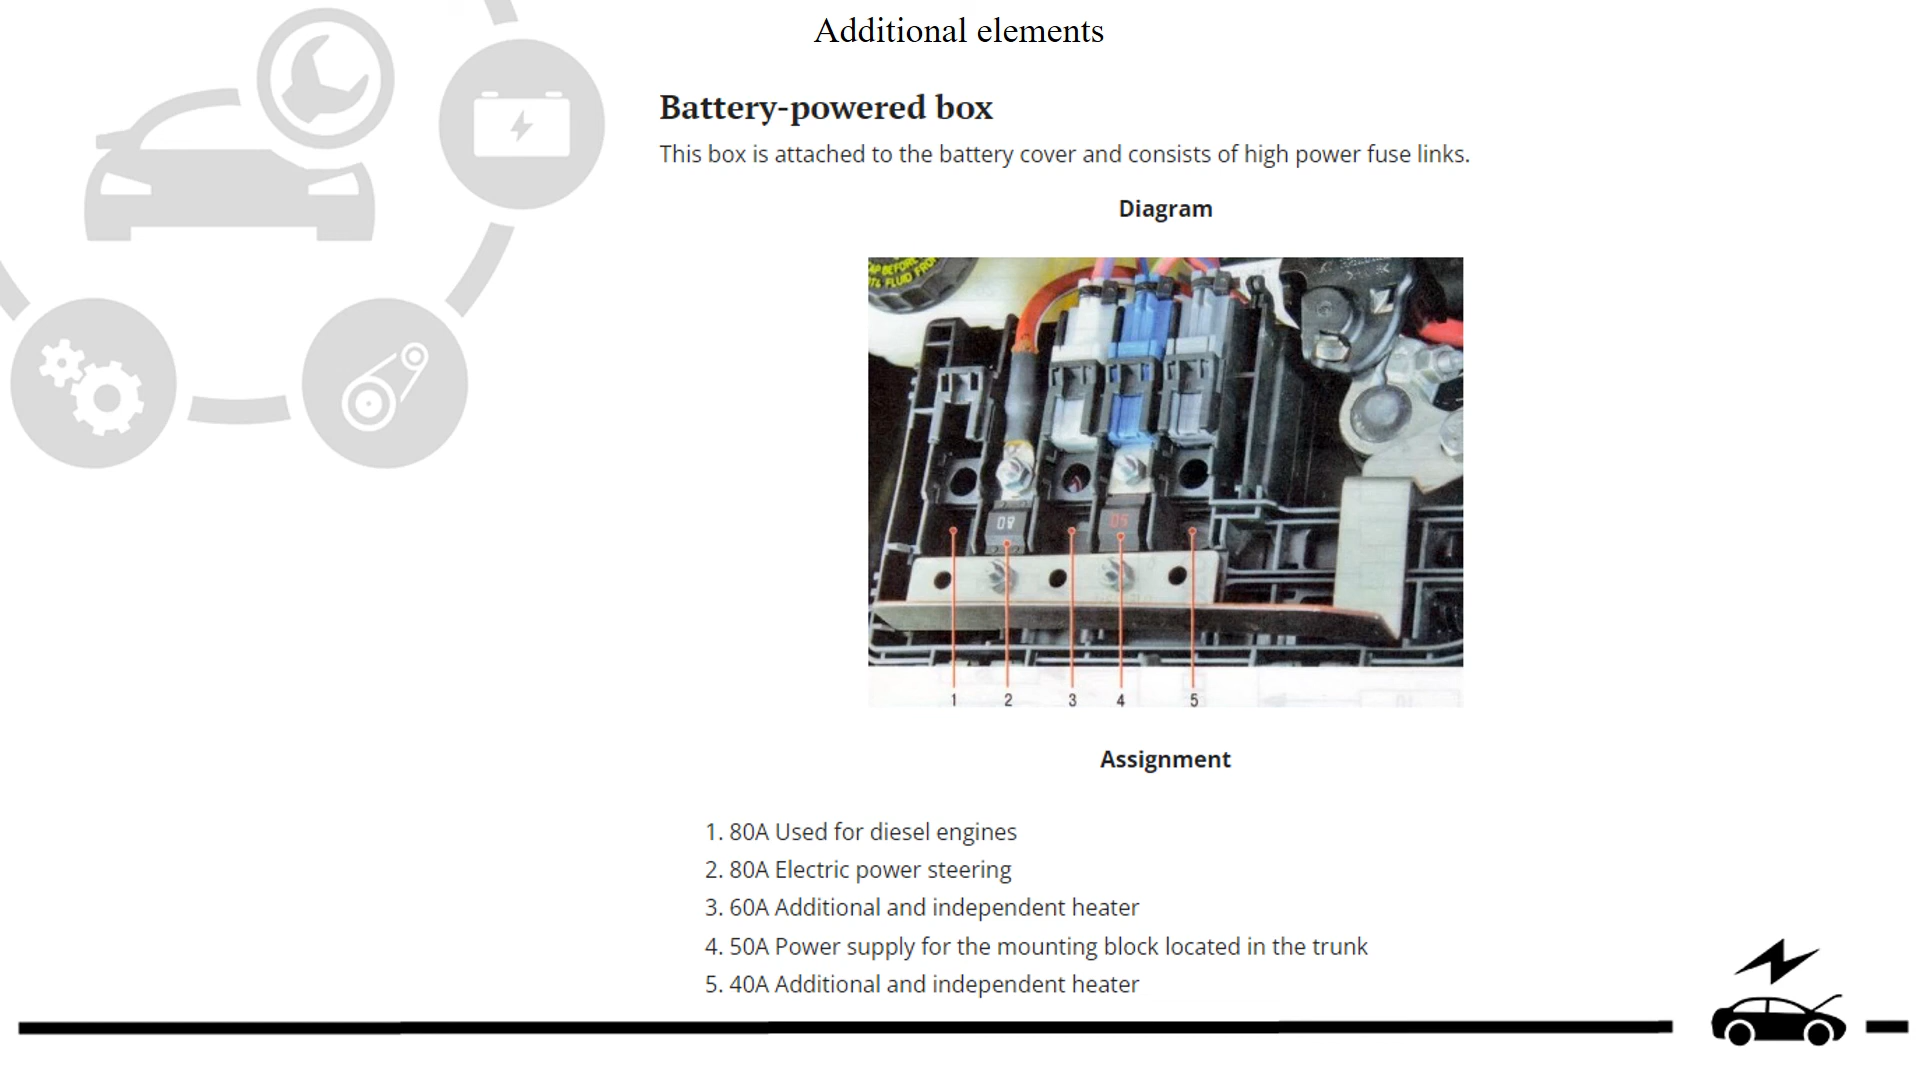 Additional elements
Battery-powered box
This box is attached to the battery cover and consists of high power fuse links.
Diagram
1 2 3 4 5
Assignment
1. 80A Used for diesel engines
2. 80A Electric power steering
3. 60A Additional and independent heater
4. 50A Power supply for the mounting block located in the trunk
5. 40A Additional and independent heater